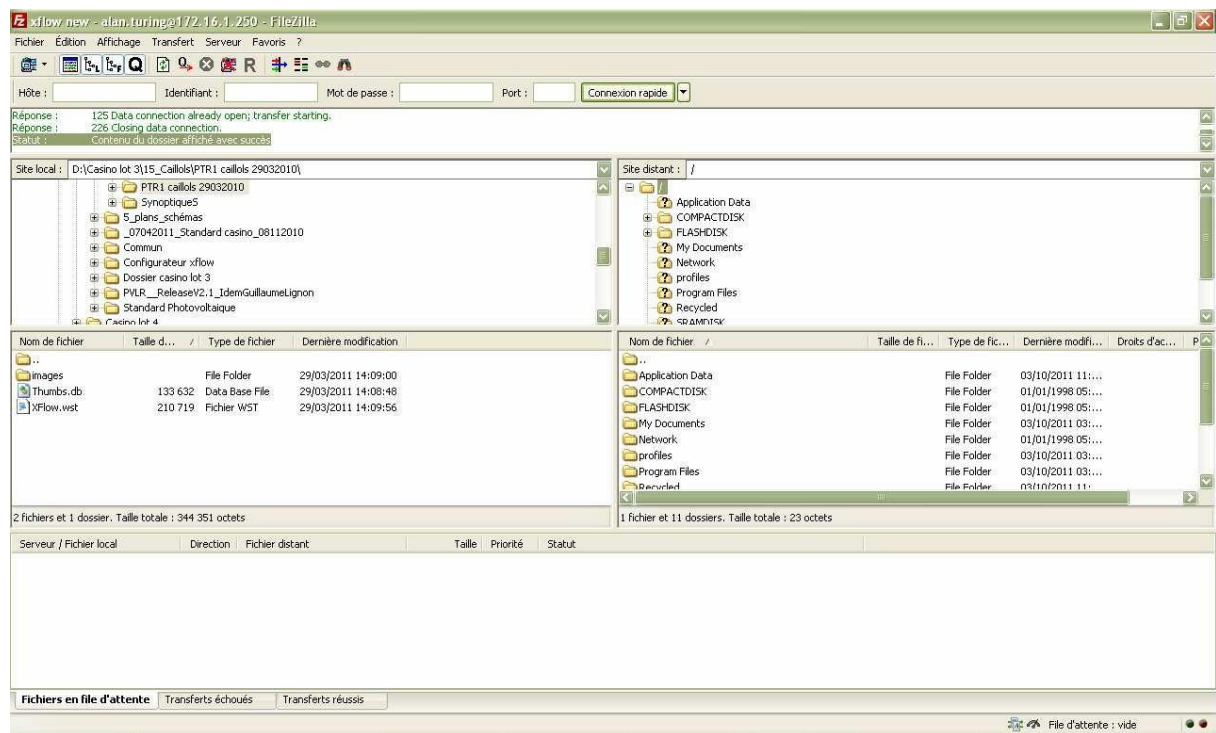 xflow new - alan.turing@172.16.1.250 - FileZilla
Fichier Édition Affichage Transfert Serveur Favoris ?
Hôte : Identifiant : Mot de passe : Port : Connexion rapide
Réponse : 125 Data connection already open; transfer starting.
Réponse : 226 Closing data connection.
Statut : Contenu du dossier affiché avec succès
Site local : D:\Casino lot 3\15_Caillols\PTR1 caillols 29032010\
PTR1 caillols 29032010
SynoptiqueS
5_plans_schémas
_07042011_Standard casino_08112010
Commun
Configurateur xflow
Dossier casino lot 3
PVLR__ReleaseV2.1_IdemGuillaumeLignon
Standard Photovoltaique
Casino lot 4
Site distant : /
/
Application Data
COMPACTDISK
FLASHDISK
My Documents
Network
profiles
Program Files
Recycled
SRAMDISK
Nom de fichier Taille d... / Type de fichier Dernière modification
..
images File Folder 29/03/2011 14:09:00
Thumbs.db 133 632 Data Base File 29/03/2011 14:08:48
XFlow.wst 210 719 Fichier WST 29/03/2011 14:09:56
2 fichiers et 1 dossier. Taille totale : 344 351 octets
Nom de fichier / Taille de fi... Type de fic... Dernière modifi... Droits d'ac... P
..
Application Data File Folder 03/10/2011 11:...
COMPACTDISK File Folder 01/01/1998 05:...
FLASHDISK File Folder 01/01/1998 05:...
My Documents File Folder 03/10/2011 03:...
Network File Folder 01/01/1998 05:...
profiles File Folder 03/10/2011 03:...
Program Files File Folder 03/10/2011 03:...
Recycled File Folder 03/10/2011 11:
1 fichier et 11 dossiers. Taille totale : 23 octets
Serveur / Fichier local Direction Fichier distant Taille Priorité Statut
Fichiers en file d'attente Transferts échoués Transferts réussis
File d'attente : vide